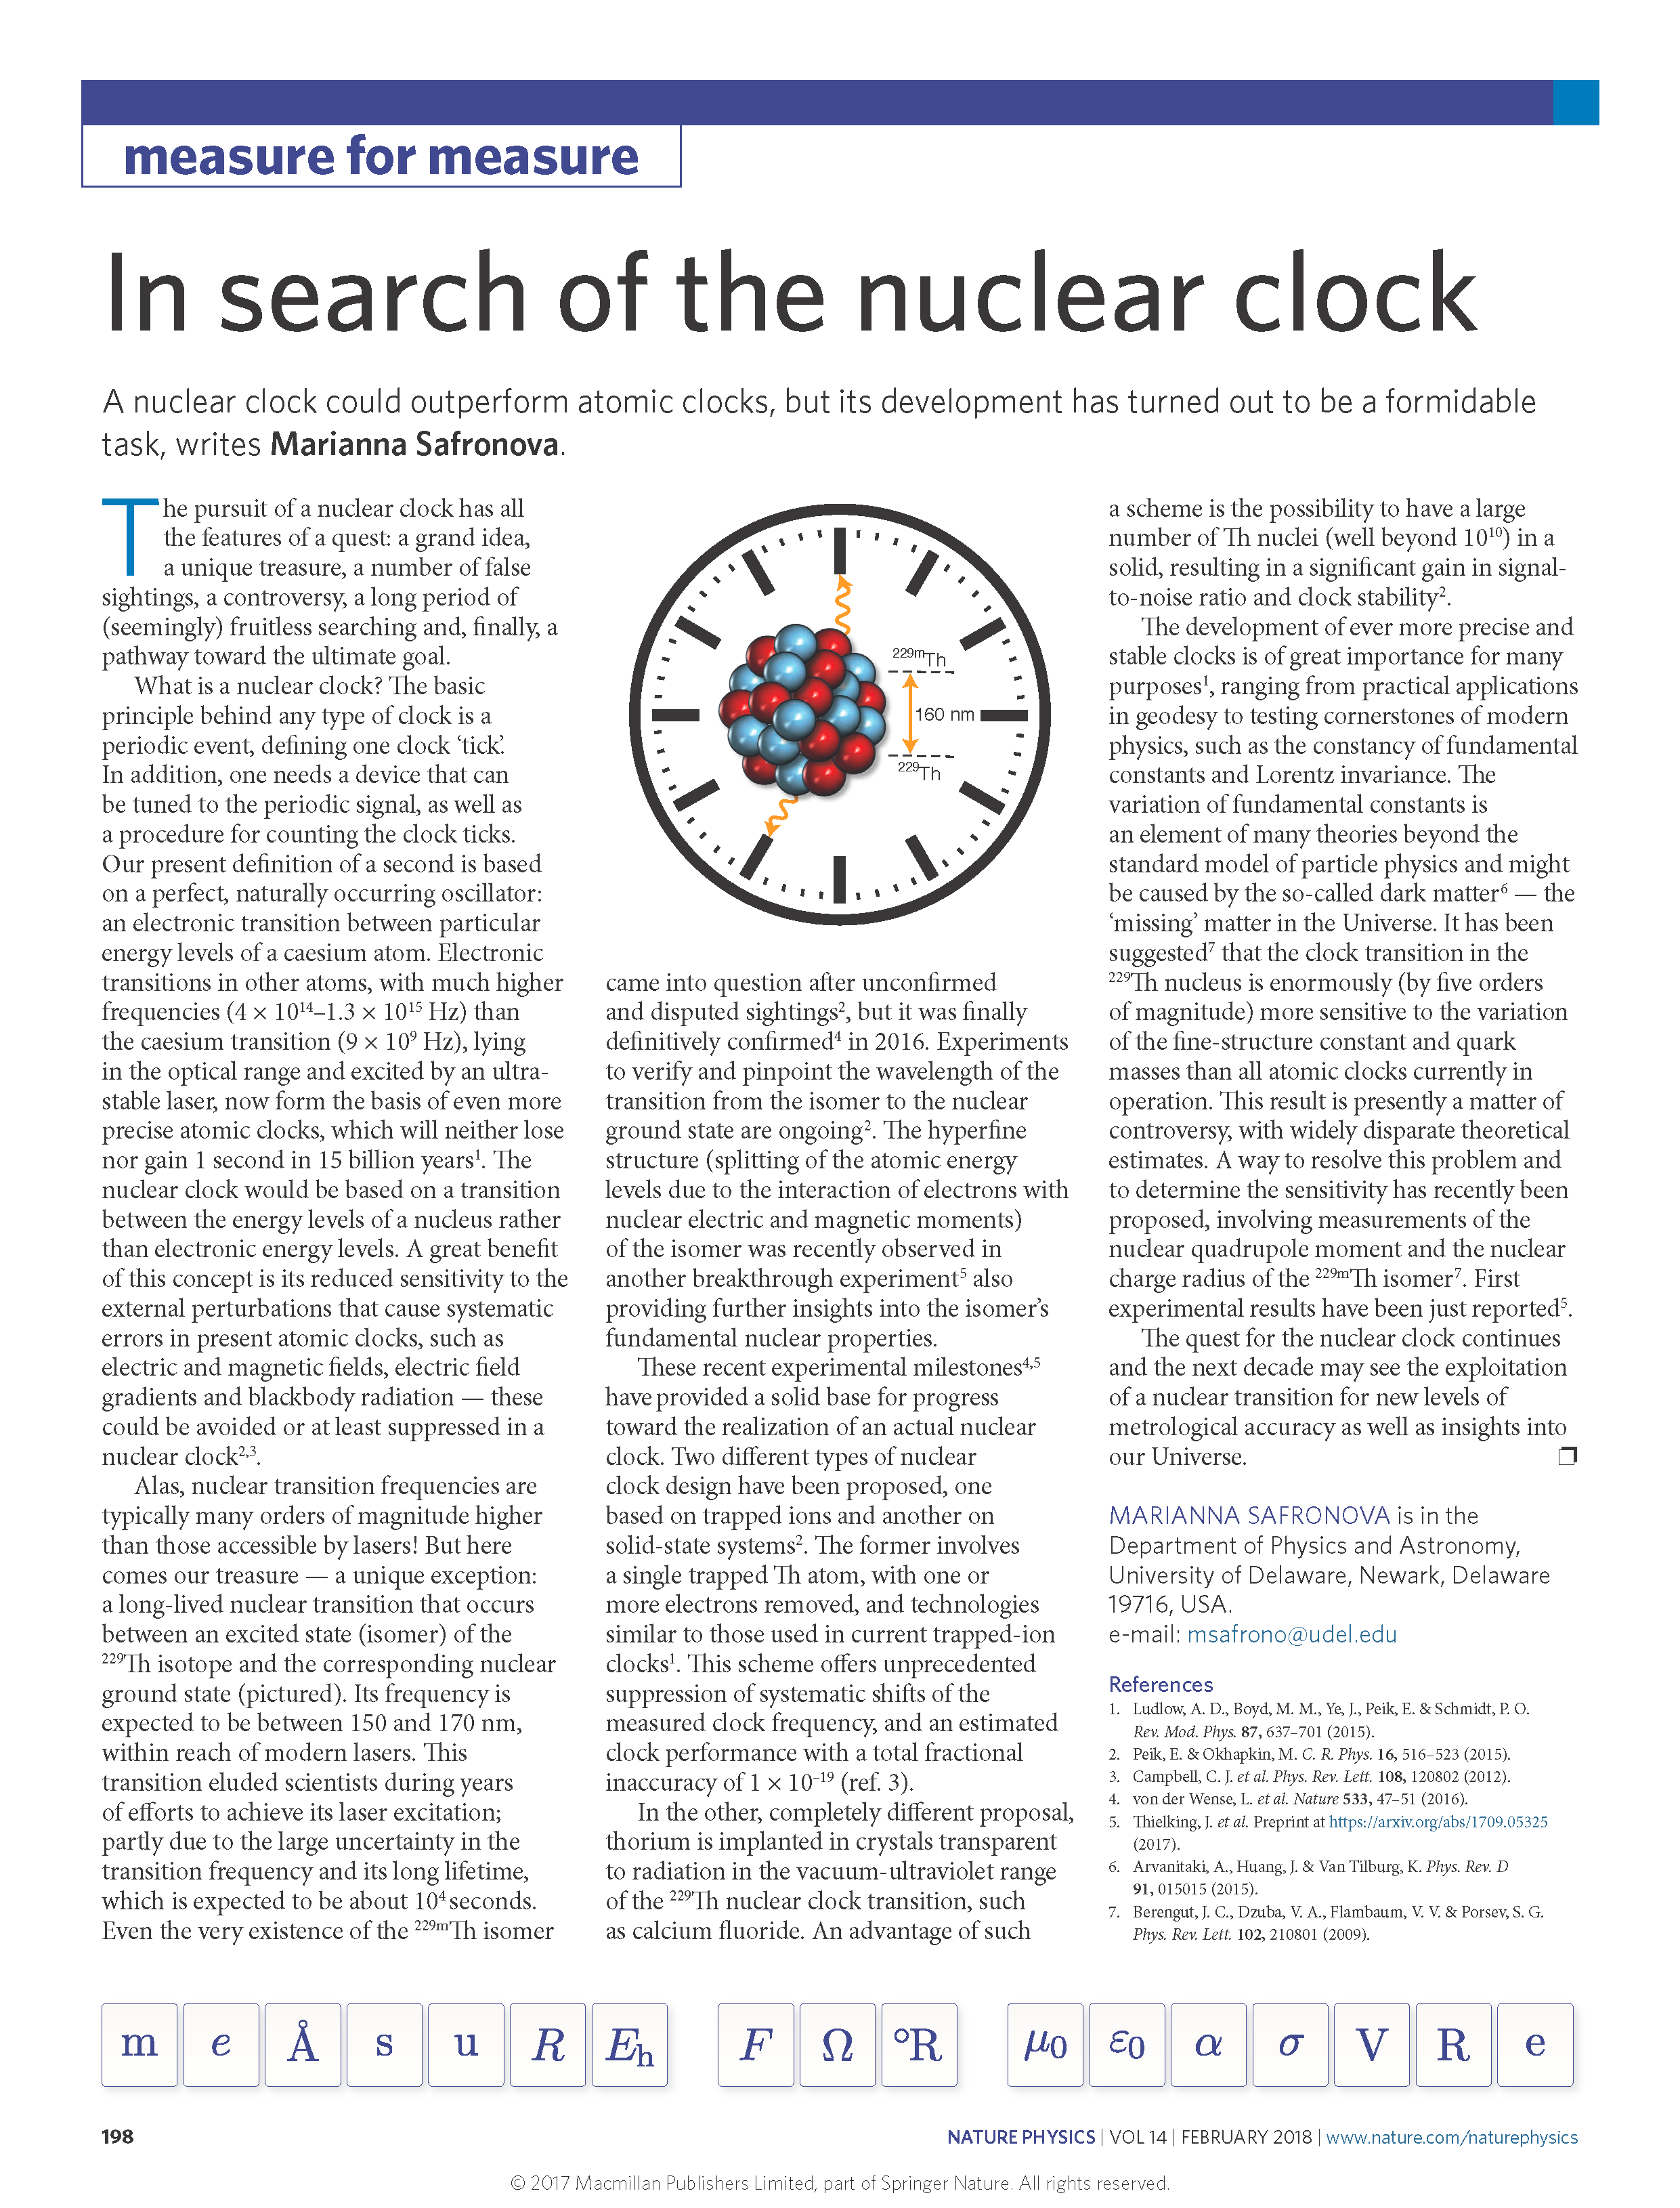 measure for measure
In search of the nuclear clock
A nuclear clock could outperform atomic clocks, but its development has turned out to be a formidable
task, writes Marianna Safronova.
The pursuit of a nuclear clock has all
the features of a quest: a grand idea,
a unique treasure, a number of false
sightings, a controversy, a long period of
(seemingly) fruitless searching and, finally, a
pathway toward the ultimate goal.
What is a nuclear clock? The basic
principle behind any type of clock is a
periodic event, defining one clock ‘tick’.
In addition, one needs a device that can
be tuned to the periodic signal, as well as
a procedure for counting the clock ticks.
Our present definition of a second is based
on a perfect, naturally occurring oscillator:
an electronic transition between particular
energy levels of a caesium atom. Electronic
transitions in other atoms, with much higher
frequencies (4 × 10¹⁴–1.3 × 10¹⁵ Hz) than
the caesium transition (9 × 10⁹ Hz), lying
in the optical range and excited by an ultra-
stable laser, now form the basis of even more
precise atomic clocks, which will neither lose
nor gain 1 second in 15 billion years¹. The
nuclear clock would be based on a transition
between the energy levels of a nucleus rather
than electronic energy levels. A great benefit
of this concept is its reduced sensitivity to the
external perturbations that cause systematic
errors in present atomic clocks, such as
electric and magnetic fields, electric field
gradients and blackbody radiation — these
could be avoided or at least suppressed in a
nuclear clock²,³.
Alas, nuclear transition frequencies are
typically many orders of magnitude higher
than those accessible by lasers! But here
comes our treasure — a unique exception:
a long-lived nuclear transition that occurs
between an excited state (isomer) of the
²²⁹Th isotope and the corresponding nuclear
ground state (pictured). Its frequency is
expected to be between 150 and 170 nm,
within reach of modern lasers. This
transition eluded scientists during years
of efforts to achieve its laser excitation;
partly due to the large uncertainty in the
transition frequency and its long lifetime,
which is expected to be about 10⁴ seconds.
Even the very existence of the ²²⁹ᵐTh isomer
²²⁹ᵐTh
160 nm
²²⁹Th
came into question after unconfirmed
and disputed sightings², but it was finally
definitively confirmed⁴ in 2016. Experiments
to verify and pinpoint the wavelength of the
transition from the isomer to the nuclear
ground state are ongoing². The hyperfine
structure (splitting of the atomic energy
levels due to the interaction of electrons with
nuclear electric and magnetic moments)
of the isomer was recently observed in
another breakthrough experiment⁵ also
providing further insights into the isomer’s
fundamental nuclear properties.
These recent experimental milestones⁴,⁵
have provided a solid base for progress
toward the realization of an actual nuclear
clock. Two different types of nuclear
clock design have been proposed, one
based on trapped ions and another on
solid-state systems². The former involves
a single trapped Th atom, with one or
more electrons removed, and technologies
similar to those used in current trapped-ion
clocks¹. This scheme offers unprecedented
suppression of systematic shifts of the
measured clock frequency, and an estimated
clock performance with a total fractional
inaccuracy of 1 × 10⁻¹⁹ (ref. 3).
In the other, completely different proposal,
thorium is implanted in crystals transparent
to radiation in the vacuum-ultraviolet range
of the ²²⁹Th nuclear clock transition, such
as calcium fluoride. An advantage of such
a scheme is the possibility to have a large
number of Th nuclei (well beyond 10¹⁰) in a
solid, resulting in a significant gain in signal-
to-noise ratio and clock stability².
The development of ever more precise and
stable clocks is of great importance for many
purposes¹, ranging from practical applications
in geodesy to testing cornerstones of modern
physics, such as the constancy of fundamental
constants and Lorentz invariance. The
variation of fundamental constants is
an element of many theories beyond the
standard model of particle physics and might
be caused by the so-called dark matter⁶ — the
‘missing’ matter in the Universe. It has been
suggested⁷ that the clock transition in the
²²⁹Th nucleus is enormously (by five orders
of magnitude) more sensitive to the variation
of the fine-structure constant and quark
masses than all atomic clocks currently in
operation. This result is presently a matter of
controversy, with widely disparate theoretical
estimates. A way to resolve this problem and
to determine the sensitivity has recently been
proposed, involving measurements of the
nuclear quadrupole moment and the nuclear
charge radius of the ²²⁹ᵐTh isomer⁷. First
experimental results have been just reported⁵.
The quest for the nuclear clock continues
and the next decade may see the exploitation
of a nuclear transition for new levels of
metrological accuracy as well as insights into
our Universe. ❐
MARIANNA SAFRONOVA is in the
Department of Physics and Astronomy,
University of Delaware, Newark, Delaware
19716, USA.
e-mail: msafrono@udel.edu
References
1. Ludlow, A. D., Boyd, M. M., Ye, J., Peik, E. & Schmidt, P. O.
Rev. Mod. Phys. 87, 637–701 (2015).
2. Peik, E. & Okhapkin, M. C. R. Phys. 16, 516–523 (2015).
3. Campbell, C. J. et al. Phys. Rev. Lett. 108, 120802 (2012).
4. von der Wense, L. et al. Nature 533, 47–51 (2016).
5. Thielking, J. et al. Preprint at https://arxiv.org/abs/1709.05325
(2017).
6. Arvanitaki, A., Huang, J. & Van Tilburg, K. Phys. Rev. D
91, 015015 (2015).
7. Berengut, J. C., Dzuba, V. A., Flambaum, V. V. & Porsev, S. G.
Phys. Rev. Lett. 102, 210801 (2009).
m e Å s u R Eh F Ω °R μ0 ε0 α σ V R e
198
NATURE PHYSICS | VOL 14 | FEBRUARY 2018 | www.nature.com/naturephysics
© 2017 Macmillan Publishers Limited, part of Springer Nature. All rights reserved.